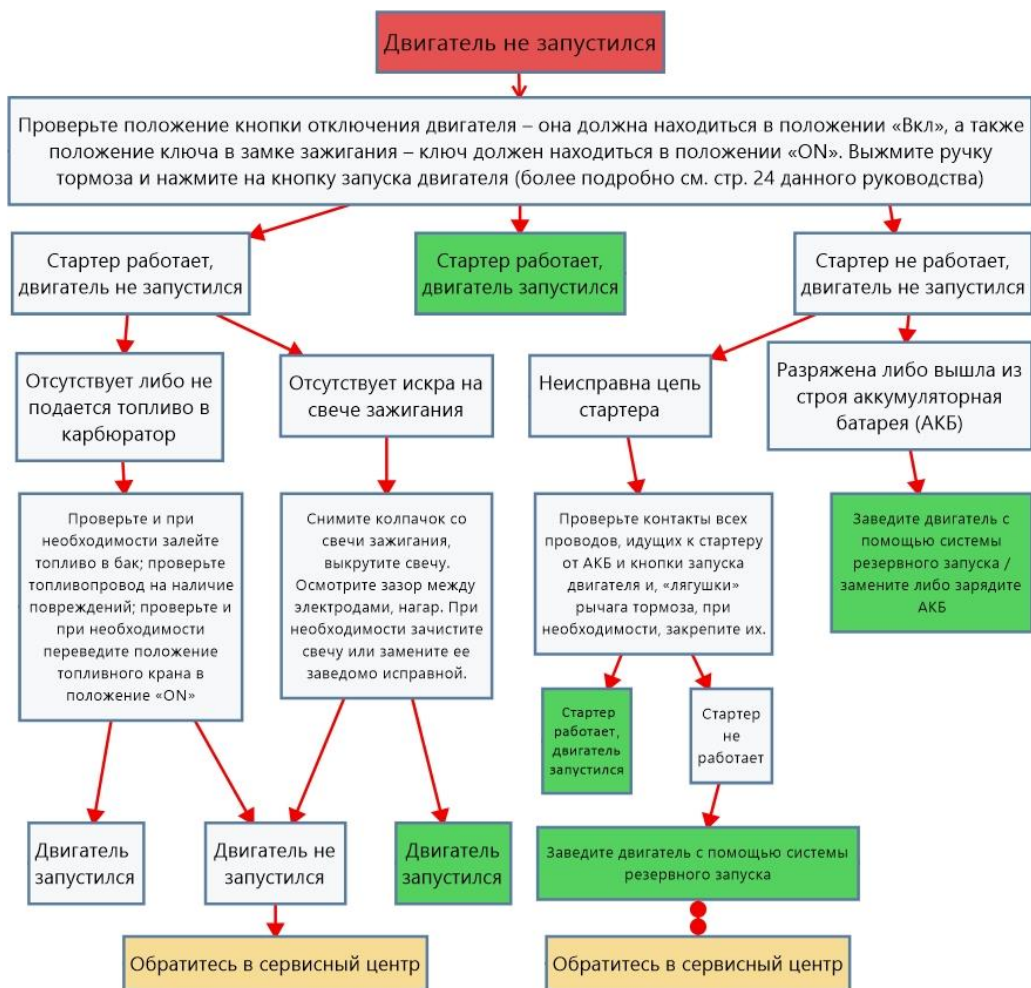 Двигатель не запустился
Проверьте положение кнопки отключения двигателя – она должна находиться в положении «Вкл», а также
положение ключа в замке зажигания – ключ должен находиться в положении «ON». Выжмите ручку
тормоза и нажмите на кнопку запуска двигателя (более подробно см. стр. 24 данного руководства)
Стартер работает,
двигатель не запустился
Стартер работает,
двигатель запустился
Стартер не работает,
двигатель не запустился
Отсутствует либо не
подается топливо в
карбюратор
Отсутствует искра на
свече зажигания
Неисправна цепь
стартера
Разряжена либо вышла из
строя аккумуляторная
батарея (АКБ)
Проверьте и при
необходимости залейте
топливо в бак; проверьте
топливопровод на наличие
повреждений; проверьте и
при необходимости
переведите положение
топливного крана в
положение «ON»
Снимите колпачок со
свечи зажигания,
выкрутите свечу.
Осмотрите зазор между
электродами, нагар. При
необходимости зачистите
свечу или замените ее
заведомо исправной.
Проверьте контакты всех
проводов, идущих к стартеру
от АКБ и кнопки запуска
двигателя и, «лягушки»
рычага тормоза, при
необходимости, закрепите их.
Заведите двигатель с
помощью системы
резервного запуска /
замените либо зарядите
АКБ
Стартер
работает,
двигатель
запустился
Стартер
не
работает
Двигатель
запустился
Двигатель не
запустился
Двигатель
запустился
Заведите двигатель с помощью системы
резервного запуска
Обратитесь в сервисный центр
Обратитесь в сервисный центр